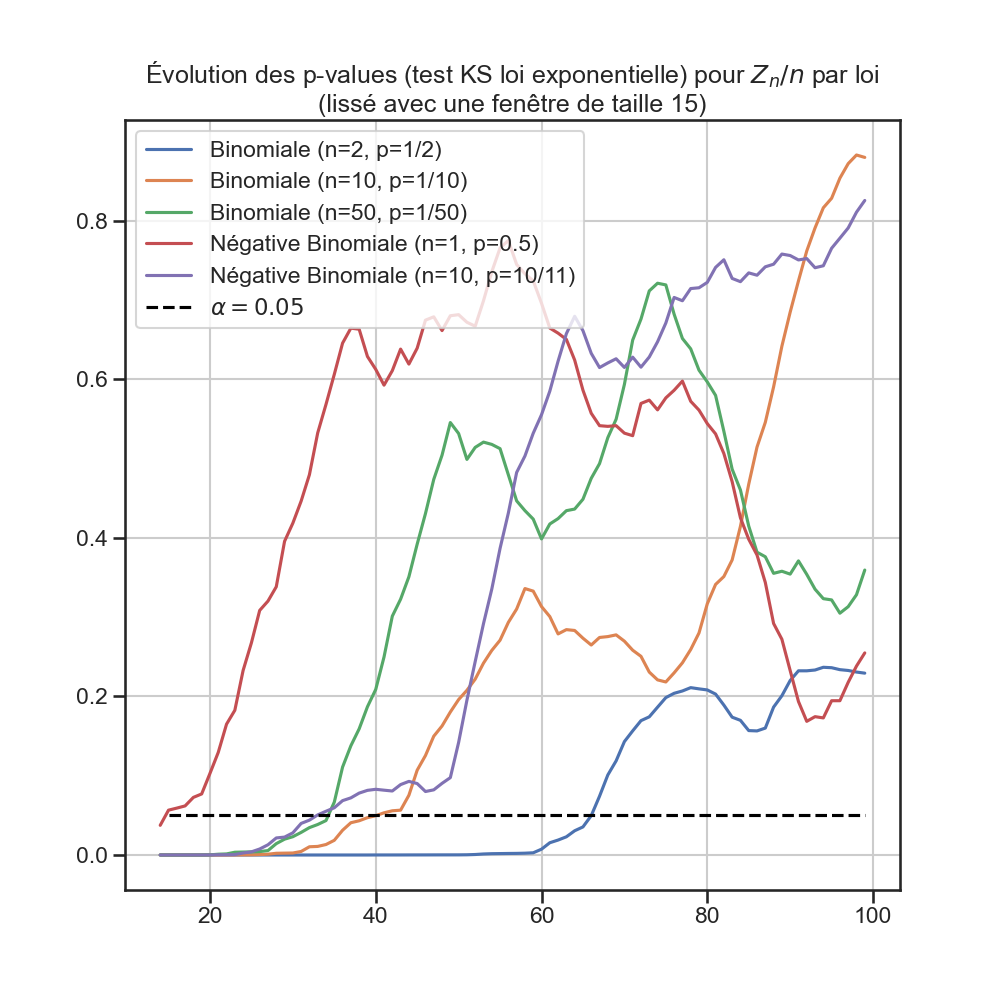 Évolution des p-values (test KS loi exponentielle) pour Zₙ/n par loi
(lissé avec une fenêtre de taille 15)
Binomiale (n=2, p=1/2)
Binomiale (n=10, p=1/10)
Binomiale (n=50, p=1/50)
Négative Binomiale (n=1, p=0.5)
Négative Binomiale (n=10, p=10/11)
α = 0.05
0.8
0.6
0.4
0.2
0.0
20 40 60 80 100